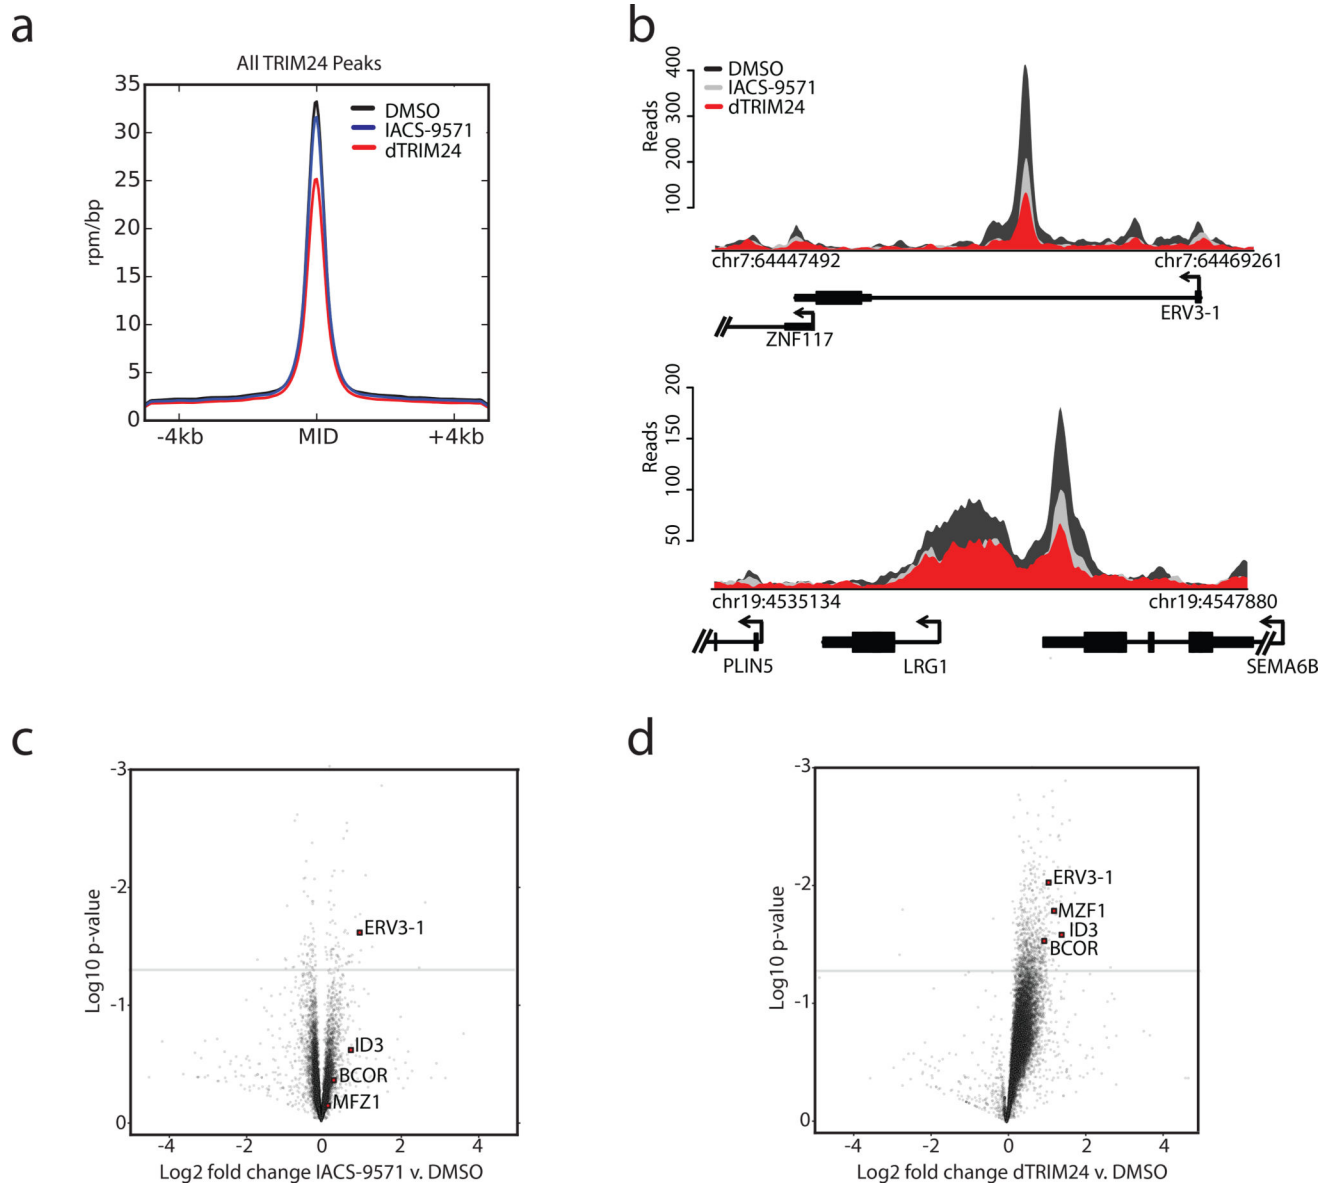 a
All TRIM24 Peaks
35
30
25
20
15
10
5
0
rpm/bp
DMSO
IACS-9571
dTRIM24
-4kb
MID
+4kb
b
DMSO
IACS-9571
dTRIM24
400
300
200
100
Reads
chr7:64447492
chr7:64469261
ERV3-1
ZNF117
200
150
100
50
Reads
chr19:4535134
chr19:4547880
PLIN5
LRG1
SEMA6B
c
-3
-2
-1
0
Log10 p-value
ERV3-1
ID3
BCOR
MFZ1
-4
-2
0
2
4
Log2 fold change IACS-9571 v. DMSO
d
-3
-2
-1
0
Log10 p-value
ERV3-1
MZF1
ID3
BCOR
-4
-2
0
2
4
Log2 fold change dTRIM24 v. DMSO